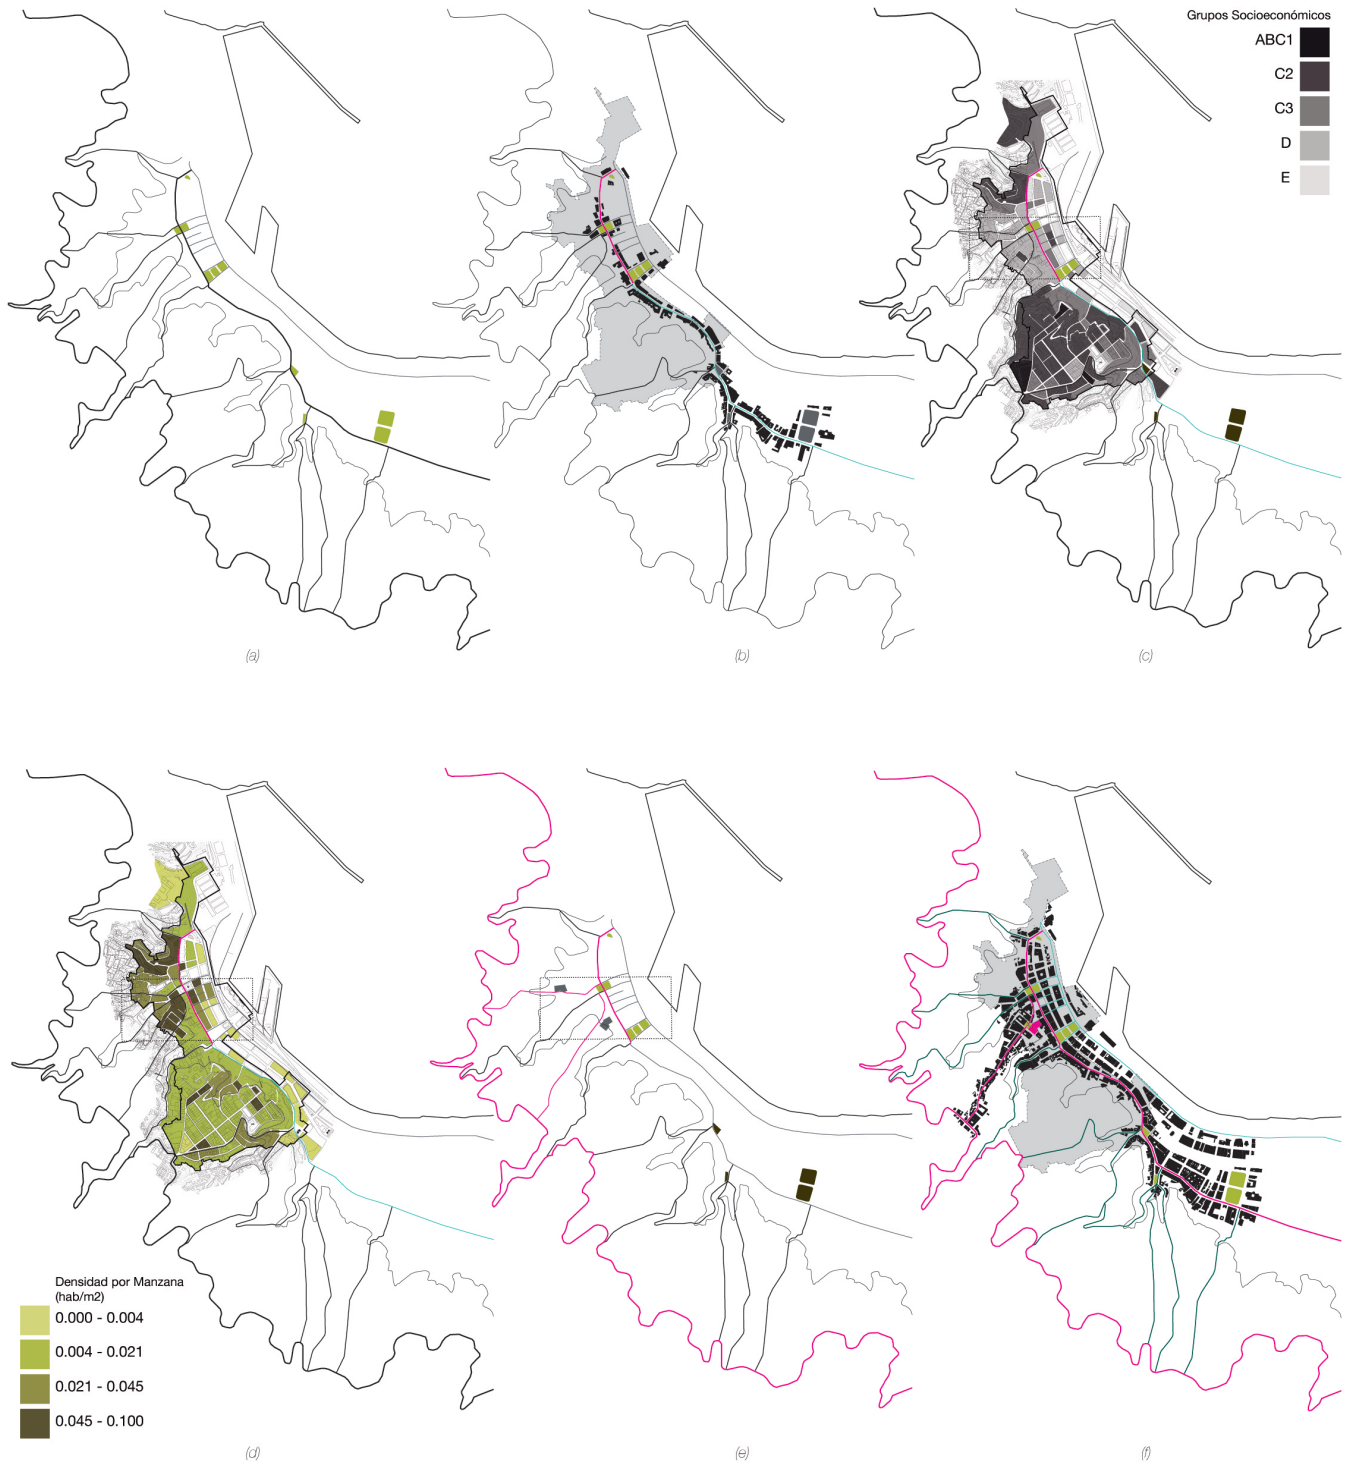 Grupos Socioeconómicos
ABC1
C2
C3
D
E
(a)
(b)
(c)
Densidad por Manzana
(hab/m2)
0.000 - 0.004
0.004 - 0.021
0.021 - 0.045
0.045 - 0.100
(d)
(e)
(f)